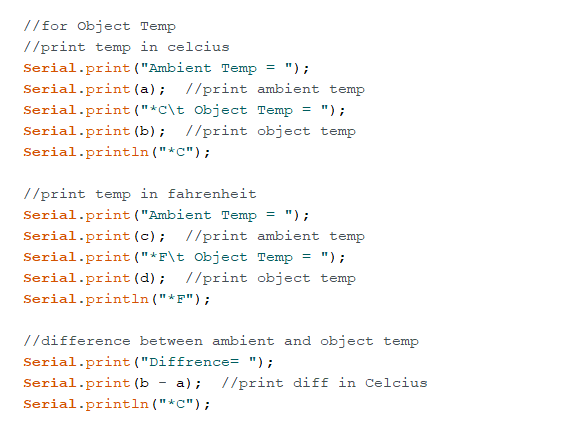 //for Object Temp
//print temp in celcius
Serial.print("Ambient Temp = ");
Serial.print(a);  //print ambient temp
Serial.print("*C\t Object Temp = ");
Serial.print(b);  //print object temp
Serial.println("*C");

//print temp in fahrenheit
Serial.print("Ambient Temp = ");
Serial.print(c);  //print ambient temp
Serial.print("*F\t Object Temp = ");
Serial.print(d);  //print object temp
Serial.println("*F");

//difference between ambient and object temp
Serial.print("Diffrence= ");
Serial.print(b - a);  //print diff in Celcius
Serial.println("*C");